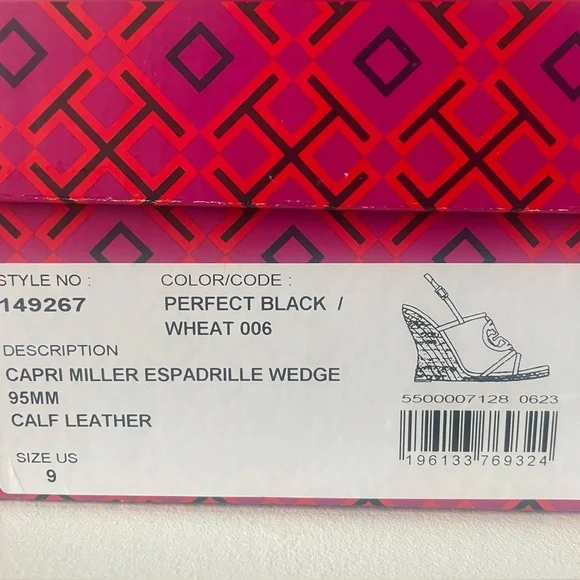 STYLE NO :
149267
COLOR/CODE :
PERFECT BLACK /
WHEAT 006
DESCRIPTION
CAPRI MILLER ESPADRILLE WEDGE
95MM
CALF LEATHER
SIZE US
9
5500007128 0623
196133 769324